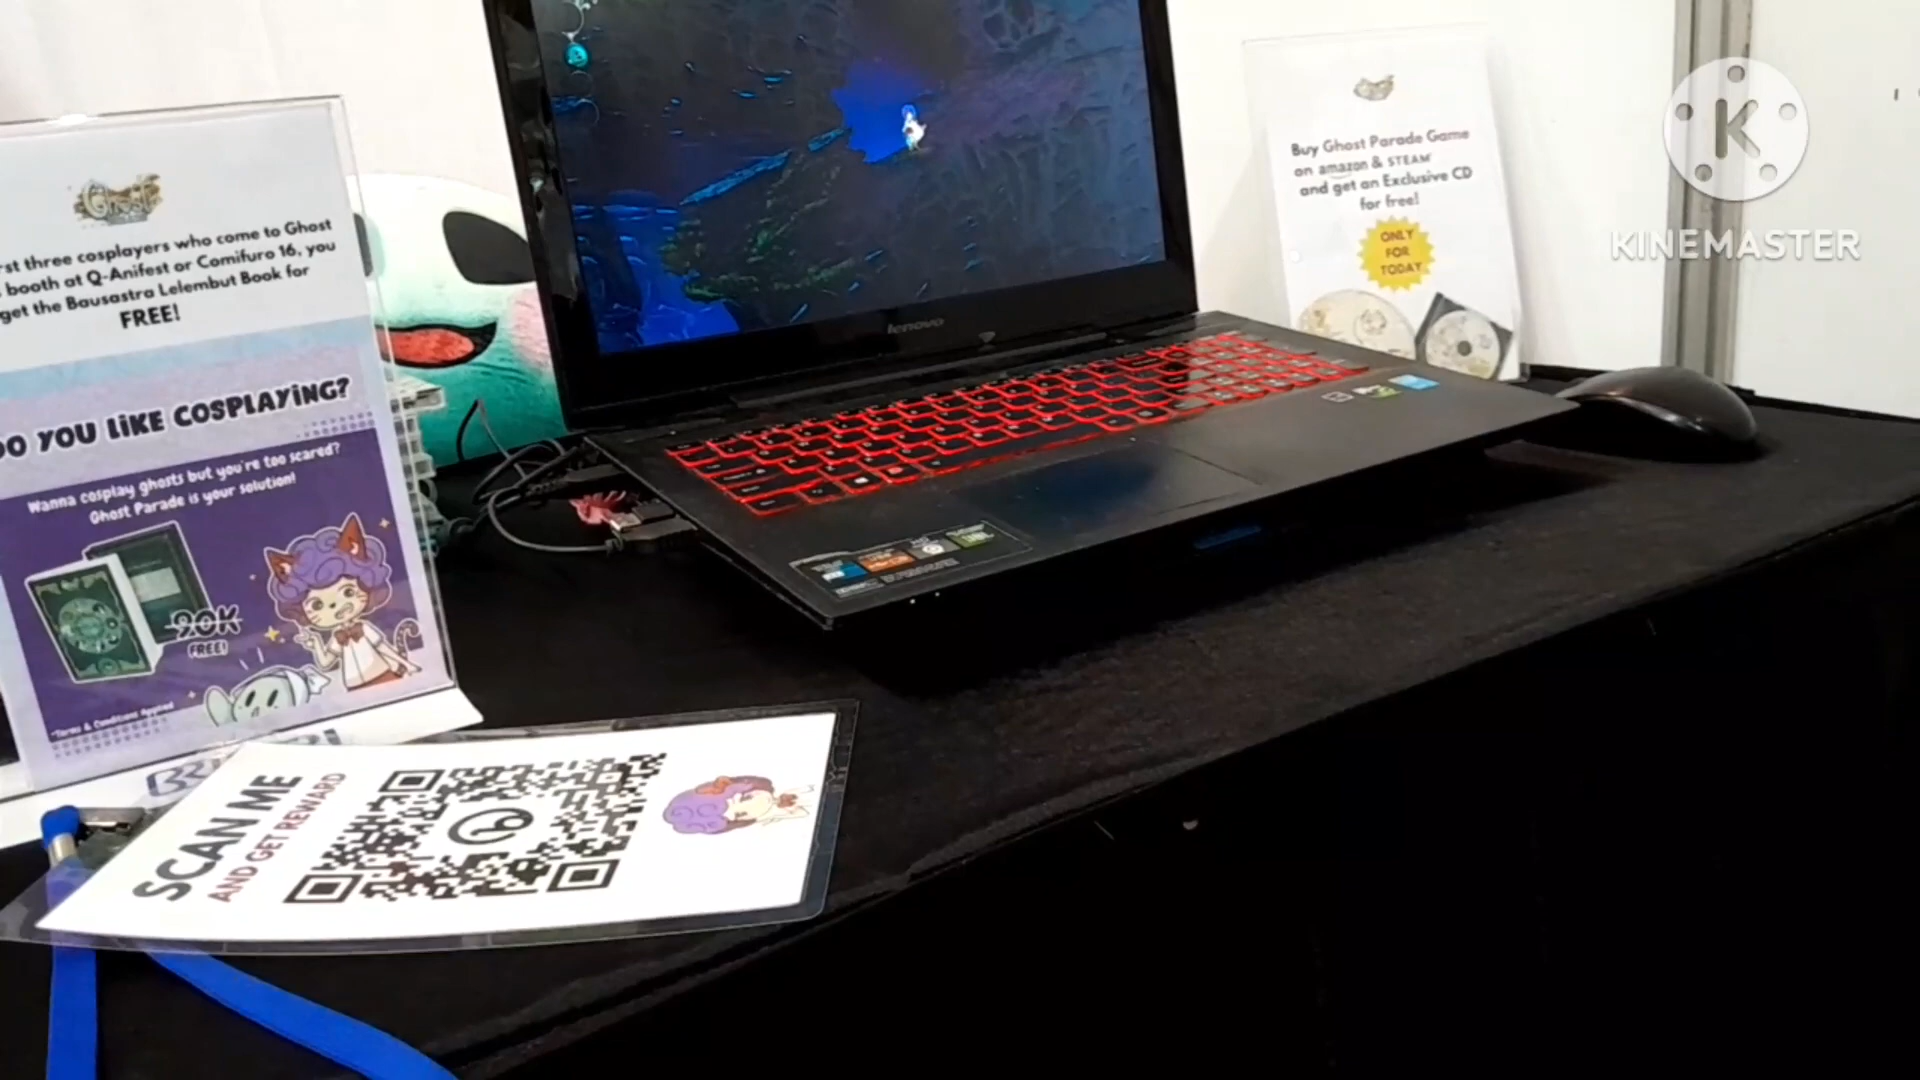 Ghost
rst three cosplayers who come to Ghost
booth at Q-Anifest or Comifuro 16, you
get the Bausastra Lelembut Book for
FREE!
DO YOU LIKE COSPLAYING?
Wanna cosplay ghosts but you're too scared?
Ghost Parade is your solution!
90K
FREE!
*Terms & Conditions Applied
SCAN ME
AND GET REWARD
lenovo
Buy Ghost Parade Game
on amazon & STEAM
and get an Exclusive CD
for free!
ONLY
FOR
TODAY
K
KINEMASTER